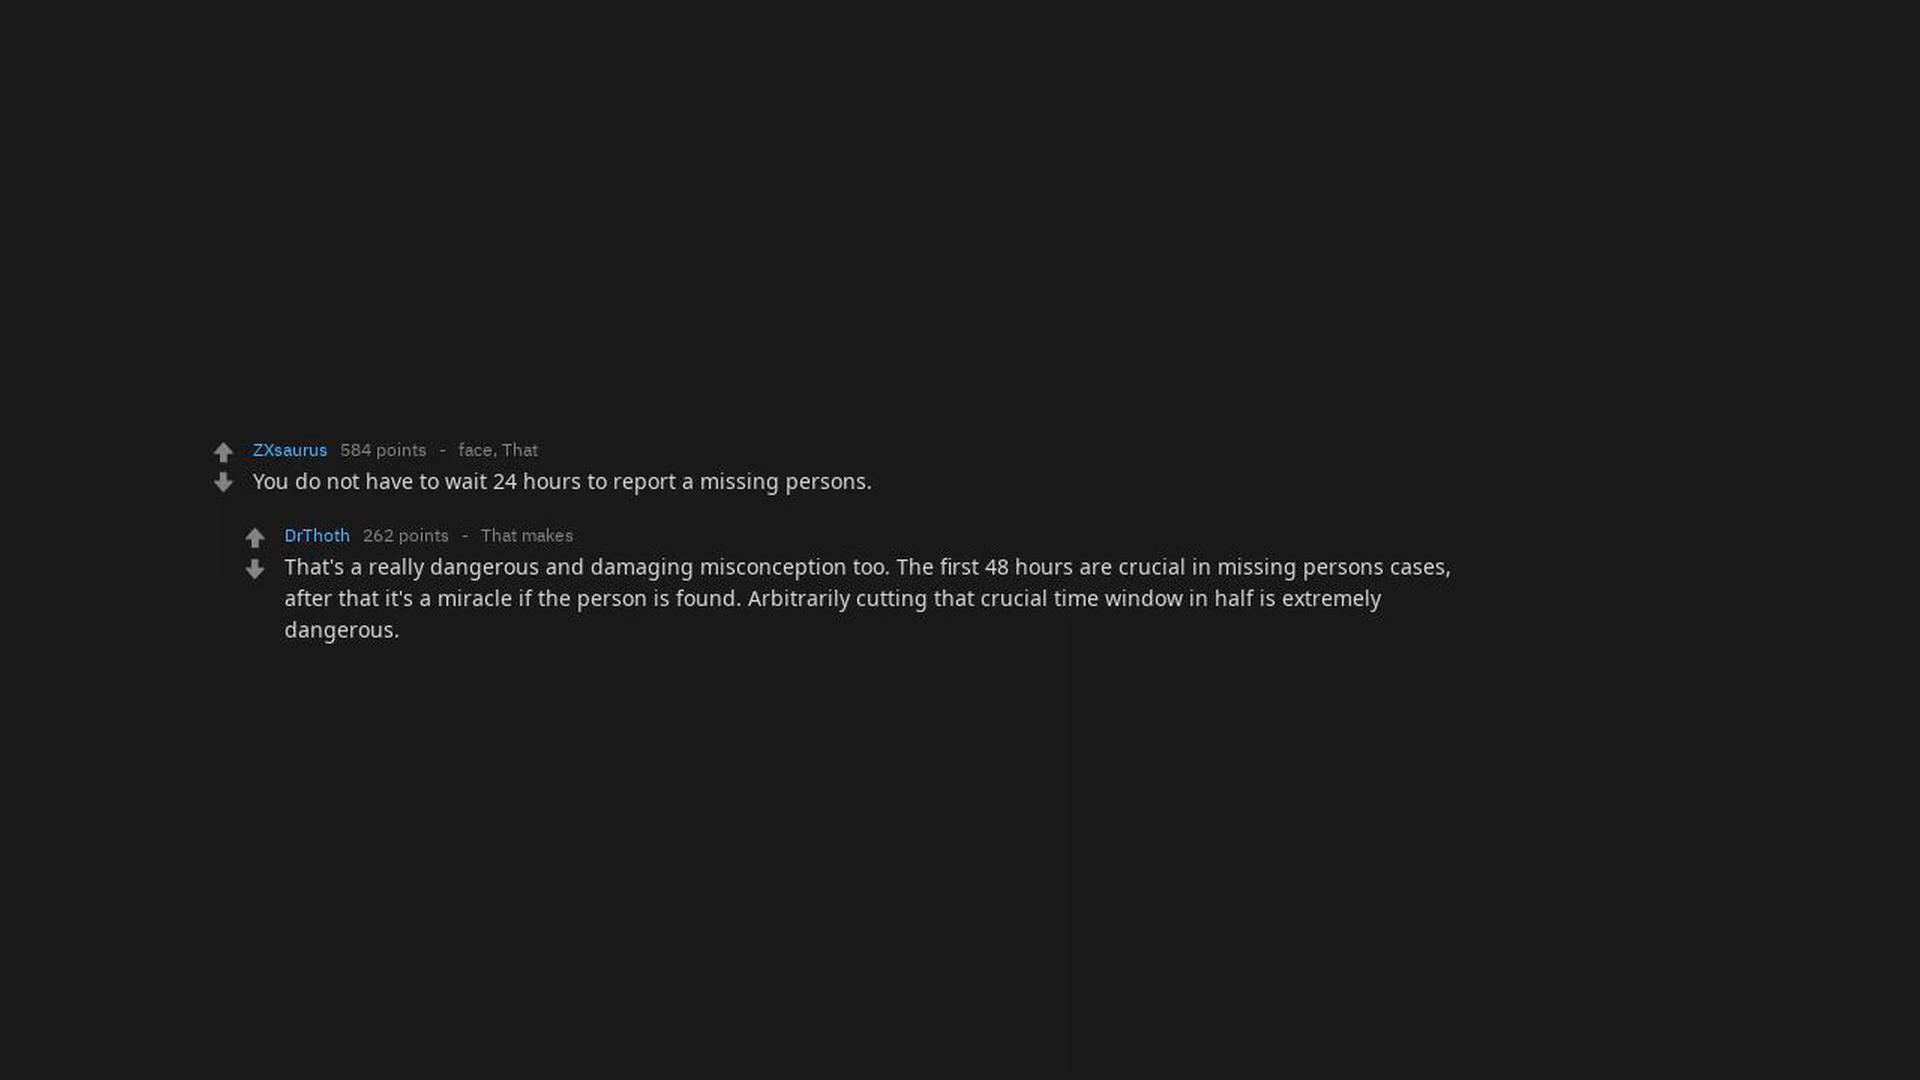 ZXsaurus 584 points - face, That
You do not have to wait 24 hours to report a missing persons.
DrThoth 262 points - That makes
That's a really dangerous and damaging misconception too. The first 48 hours are crucial in missing persons cases,
after that it's a miracle if the person is found. Arbitrarily cutting that crucial time window in half is extremely
dangerous.